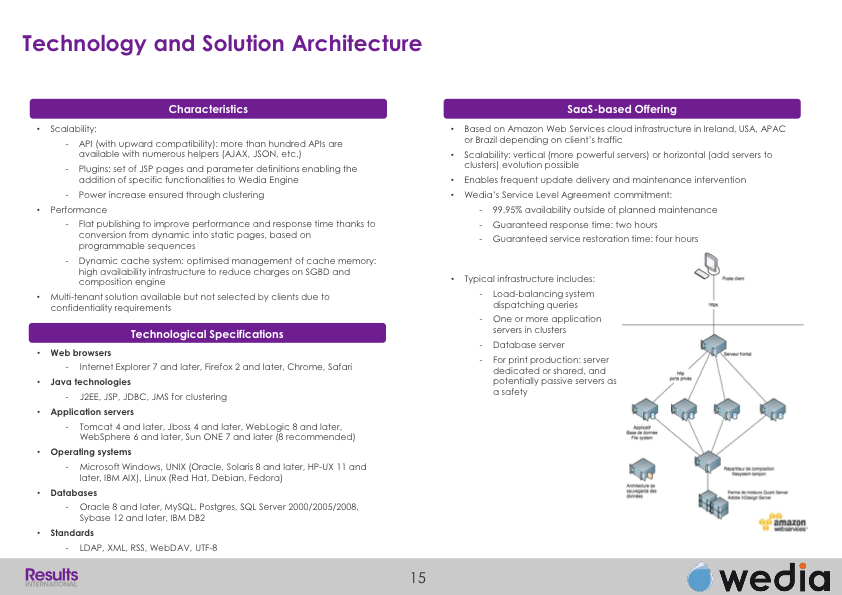 Technology and Solution Architecture
Characteristics
• Scalability:
- API (with upward compatibility): more than hundred APIs are
available with numerous helpers (AJAX, JSON, etc.)
- Plugins: set of JSP pages and parameter definitions enabling the
addition of specific functionalities to Wedia Engine
- Power increase ensured through clustering
• Performance
- Flat publishing to improve performance and response time thanks to
conversion from dynamic into static pages, based on
programmable sequences
- Dynamic cache system: optimised management of cache memory:
high availability infrastructure to reduce charges on SGBD and
composition engine
• Multi-tenant solution available but not selected by clients due to
confidentiality requirements
Technological Specifications
• Web browsers
- Internet Explorer 7 and later, Firefox 2 and later, Chrome, Safari
• Java technologies
- J2EE, JSP, JDBC, JMS for clustering
• Application servers
- Tomcat 4 and later, Jboss 4 and later, WebLogic 8 and later,
WebSphere 6 and later, Sun ONE 7 and later (8 recommended)
• Operating systems
- Microsoft Windows, UNIX (Oracle, Solaris 8 and later, HP-UX 11 and
later, IBM AIX), Linux (Red Hat, Debian, Fedora)
• Databases
- Oracle 8 and later, MySQL, Postgres, SQL Server 2000/2005/2008,
Sybase 12 and later, IBM DB2
• Standards
- LDAP, XML, RSS, WebDAV, UTF-8
SaaS-based Offering
• Based on Amazon Web Services cloud infrastructure in Ireland, USA, APAC
or Brazil depending on client's traffic
• Scalability: vertical (more powerful servers) or horizontal (add servers to
clusters) evolution possible
• Enables frequent update delivery and maintenance intervention
• Wedia's Service Level Agreement commitment:
- 99.95% availability outside of planned maintenance
- Guaranteed response time: two hours
- Guaranteed service restoration time: four hours
• Typical infrastructure includes:
- Load-balancing system
dispatching queries
- One or more application
servers in clusters
- Database server
- For print production: server
dedicated or shared, and
potentially passive servers as
a safety
Poste client
https
Serveur frontal
http
ports privés
Applicatif
Base de donnée
File system
Répartiteur de composition
Filesystem tampon
Architecture de
sauvegarde des
données
Ferme de moteurs Quark Server
Adobe InDesign Server
amazon
webservices
Results
INTERNATIONAL
15
wedia